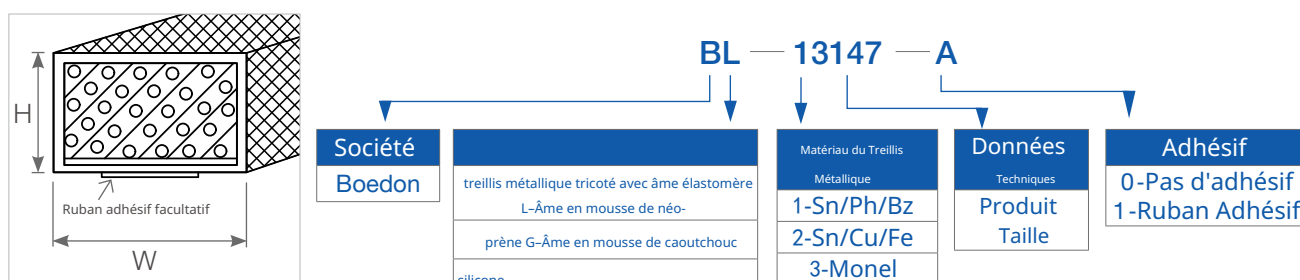 H
Ruban adhésif facultatif
W
BL — 13147 — A
Société
Boedon
treillis métallique tricoté avec âme élastomère
L–Âme en mousse de néo-
prène G–Âme en mousse de caoutchouc
silicone
Matériau du Treillis
Métallique
1-Sn/Ph/Bz
2-Sn/Cu/Fe
3-Monel
Données
Techniques
Produit
Taille
Adhésif
0-Pas d'adhésif
1-Ruban Adhésif